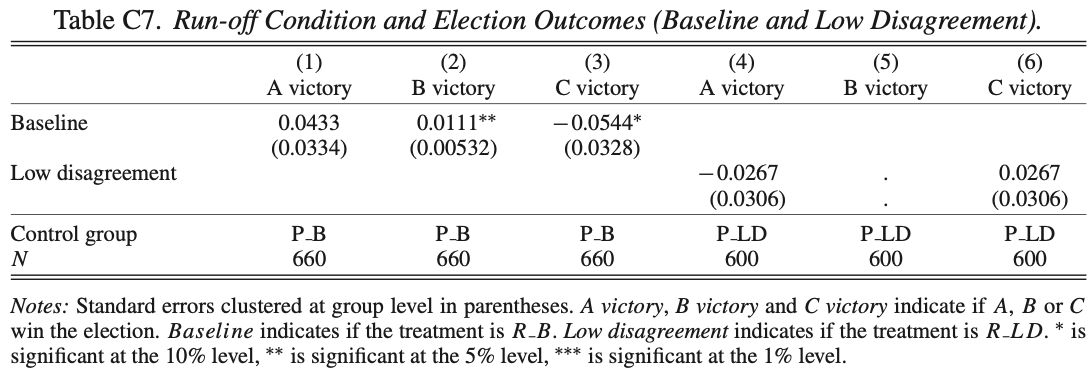 Table C7. Run-off Condition and Election Outcomes (Baseline and Low Disagreement).
(1) (2) (3) (4) (5) (6)
A victory B victory C victory A victory B victory C victory
Baseline 0.0433 0.0111** −0.0544*
(0.0334) (0.00532) (0.0328)
Low disagreement −0.0267 . 0.0267
(0.0306) . (0.0306)
Control group P_B P_B P_B P_LD P_LD P_LD
N 660 660 660 600 600 600
Notes: Standard errors clustered at group level in parentheses. A victory, B victory and C victory indicate if A, B or C
win the election. Baseline indicates if the treatment is R_B. Low disagreement indicates if the treatment is R_LD. * is
significant at the 10% level, ** is significant at the 5% level, *** is significant at the 1% level.